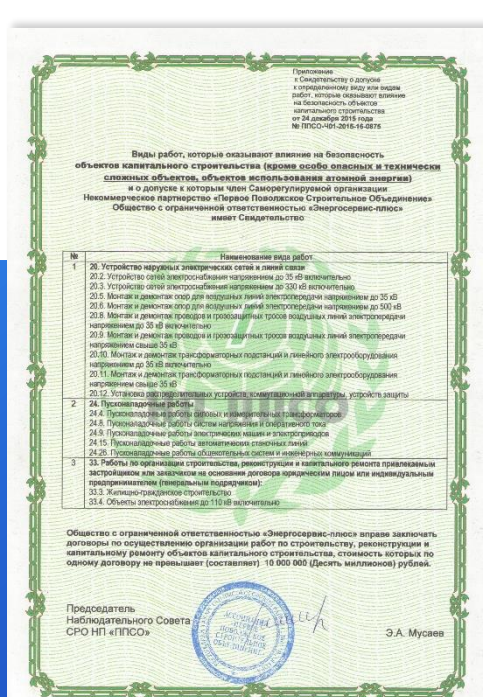 Приложение
к Свидетельству о допуске
к определенному виду или видам
работ, которые оказывают влияние
на безопасность объектов
капитального строительства
от 24 декабря 2015 года
№ ППСО-Ч01-2015-16-0875
Виды работ, которые оказывают влияние на безопасность
объектов капитального строительства (кроме особо опасных и технически
сложных объектов, объектов использования атомной энергии)
и о допуске к которым член Саморегулируемой организации
Некоммерческое партнерство «Первое Поволжское Строительное Объединение»
Общество с ограниченной ответственностью «Энергосервис-плюс»
имеет Свидетельство
№ Наименование вида работ
1 20. Устройство наружных электрических сетей и линий связи
20.2. Устройство сетей электроснабжения напряжением до 35 кВ включительно
20.3. Устройство сетей электроснабжения напряжением до 330 кВ включительно
20.5. Монтаж и демонтаж опор для воздушных линий электропередачи напряжением до 35 кВ
20.6. Монтаж и демонтаж опор для воздушных линий электропередачи напряжением до 500 кВ
20.8. Монтаж и демонтаж проводов и грозозащитных тросов воздушных линий электропередачи
напряжением до 35 кВ включительно
20.9. Монтаж и демонтаж проводов и грозозащитных тросов воздушных линий электропередачи
напряжением свыше 35 кВ
20.10. Монтаж и демонтаж трансформаторных подстанций и линейного электрооборудования
напряжением до 35 кВ включительно
20.11. Монтаж и демонтаж трансформаторных подстанций и линейного электрооборудования
напряжением свыше 35 кВ
20.12. Установка распределительных устройств, коммутационной аппаратуры, устройств защиты
2 24. Пусконаладочные работы
24.4. Пусконаладочные работы силовых и измерительных трансформаторов
24.8. Пусконаладочные работы систем напряжения и оперативного тока
24.9. Пусконаладочные работы электрических машин и электроприводов
24.15. Пусконаладочные работы автоматических станочных линий
24.26. Пусконаладочные работы общекотельных систем и инженерных коммуникаций
3 33. Работы по организации строительства, реконструкции и капитального ремонта привлекаемым
застройщиком или заказчиком на основании договора юридическим лицом или индивидуальным
предпринимателем (генеральным подрядчиком):
33.3. Жилищно-гражданское строительство
33.4. Объекты электроснабжения до 110 кВ включительно
Общество с ограниченной ответственностью «Энергосервис-плюс» вправе заключать
договоры по осуществлению организации работ по строительству, реконструкции и
капитальному ремонту объектов капитального строительства, стоимость которых по
одному договору не превышает (составляет) 10 000 000 (Десять миллионов) рублей.
Председатель
Наблюдательного Совета
СРО НП «ППСО»
АССОЦИАЦИЯ
ПЕРВОЕ
ПОВОЛЖСКОЕ
СТРОИТЕЛЬНОЕ
ОБЪЕДИНЕНИЕ
Э.А. Мусаев